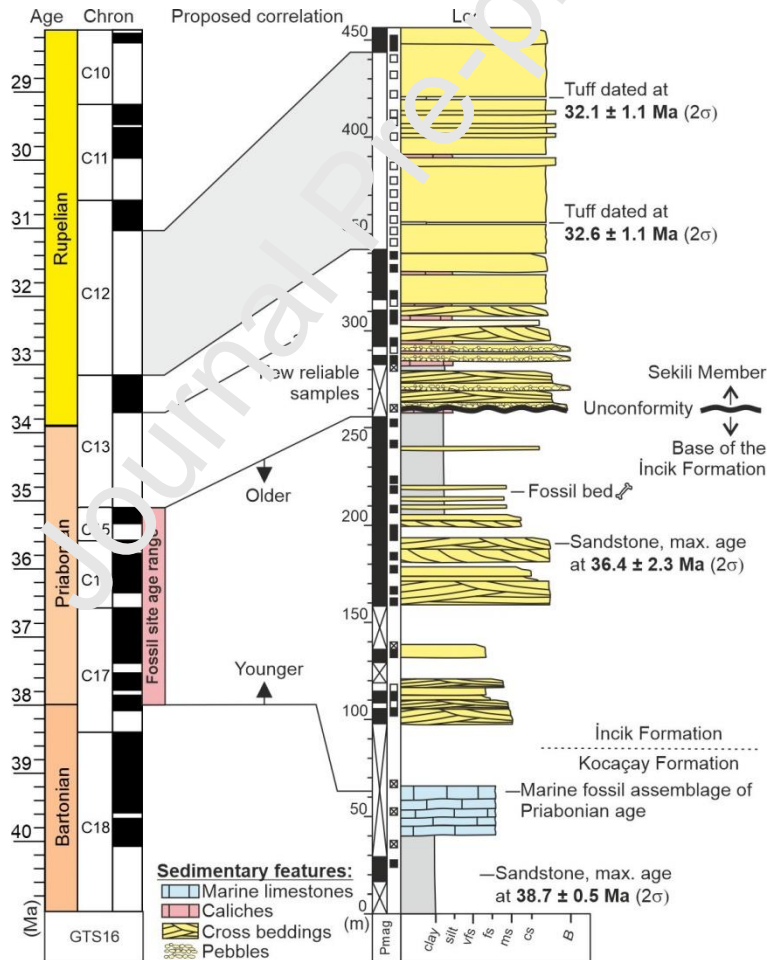 Age Chron Proposed correlation Log
29
30
31
32
33
34
35
36
37
38
39
40
(Ma)
Rupelian
Priabonian
Bartonian
C10
C11
C12
C13
C17
C18
GTS16
Fossil site age range
Older
Younger
Few reliable
samples
450
400
300
250
200
150
100
50
0
(m)
Pmag
clay
silt
vfs
fs
ms
cs
B
Tuff dated at
32.1 ± 1.1 Ma (2σ)
Tuff dated at
32.6 ± 1.1 Ma (2σ)
Sekili Member
Unconformity
Base of the
İncik Formation
Fossil bed
Sandstone, max. age
at 36.4 ± 2.3 Ma (2σ)
İncik Formation
Kocaçay Formation
Marine fossil assemblage of
Priabonian age
Sandstone, max. age
at 38.7 ± 0.5 Ma (2σ)
Sedimentary features:
Marine limestones
Caliches
Cross beddings
Pebbles
Journal Pre-p